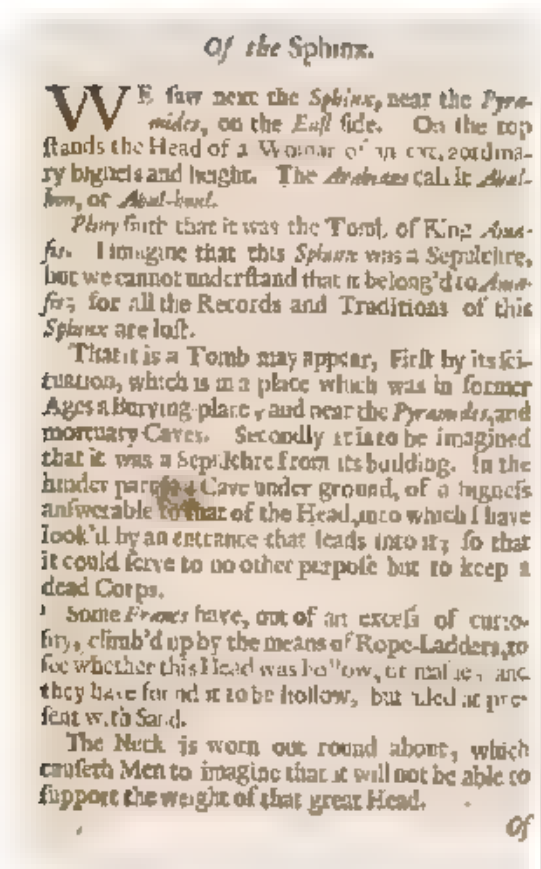 Of the Sphinx.
WE ſaw next the Sphinx, near the Pyra-
mides, on the Eaſt ſide. On the top
ſtands the Head of a Woman of an extraordina-
ry bigneſs and height. The Arabians call it Abul-
hon, or Abul-houl.
Pliny ſaith that it was the Tomb of King Ama-
ſis. I imagine that this Sphinx was a Sepulchre,
but we cannot underſtand that it belong'd to Ama-
ſis; for all the Records and Traditions of this
Sphinx are loſt.
That it is a Tomb may appear, Firſt by its ſci-
tuation, which is in a place which was in former
Ages a Burying-place, and near the Pyramides, and
mortuary Caves. Secondly it is to be imagined
that it was a Sepulchre from its building. In the
hinder part is a Cave under ground, of a bigneſs
anſwerable to that of the Head, into which I have
look'd by an entrance that leads into it; ſo that
it could ſerve to no other purpoſe but to keep a
dead Corps.
Some Francs have, out of an exceſs of curio-
ſity, climb'd up by the means of Rope-Ladders, to
ſee whether this Head was hollow, or maſſie, and
they have found it to be hollow, but filled at pre-
ſent with Sand.
The Neck is worn out round about, which
cauſeth Men to imagine that it will not be able to
ſupport the weight of that great Head.
Of